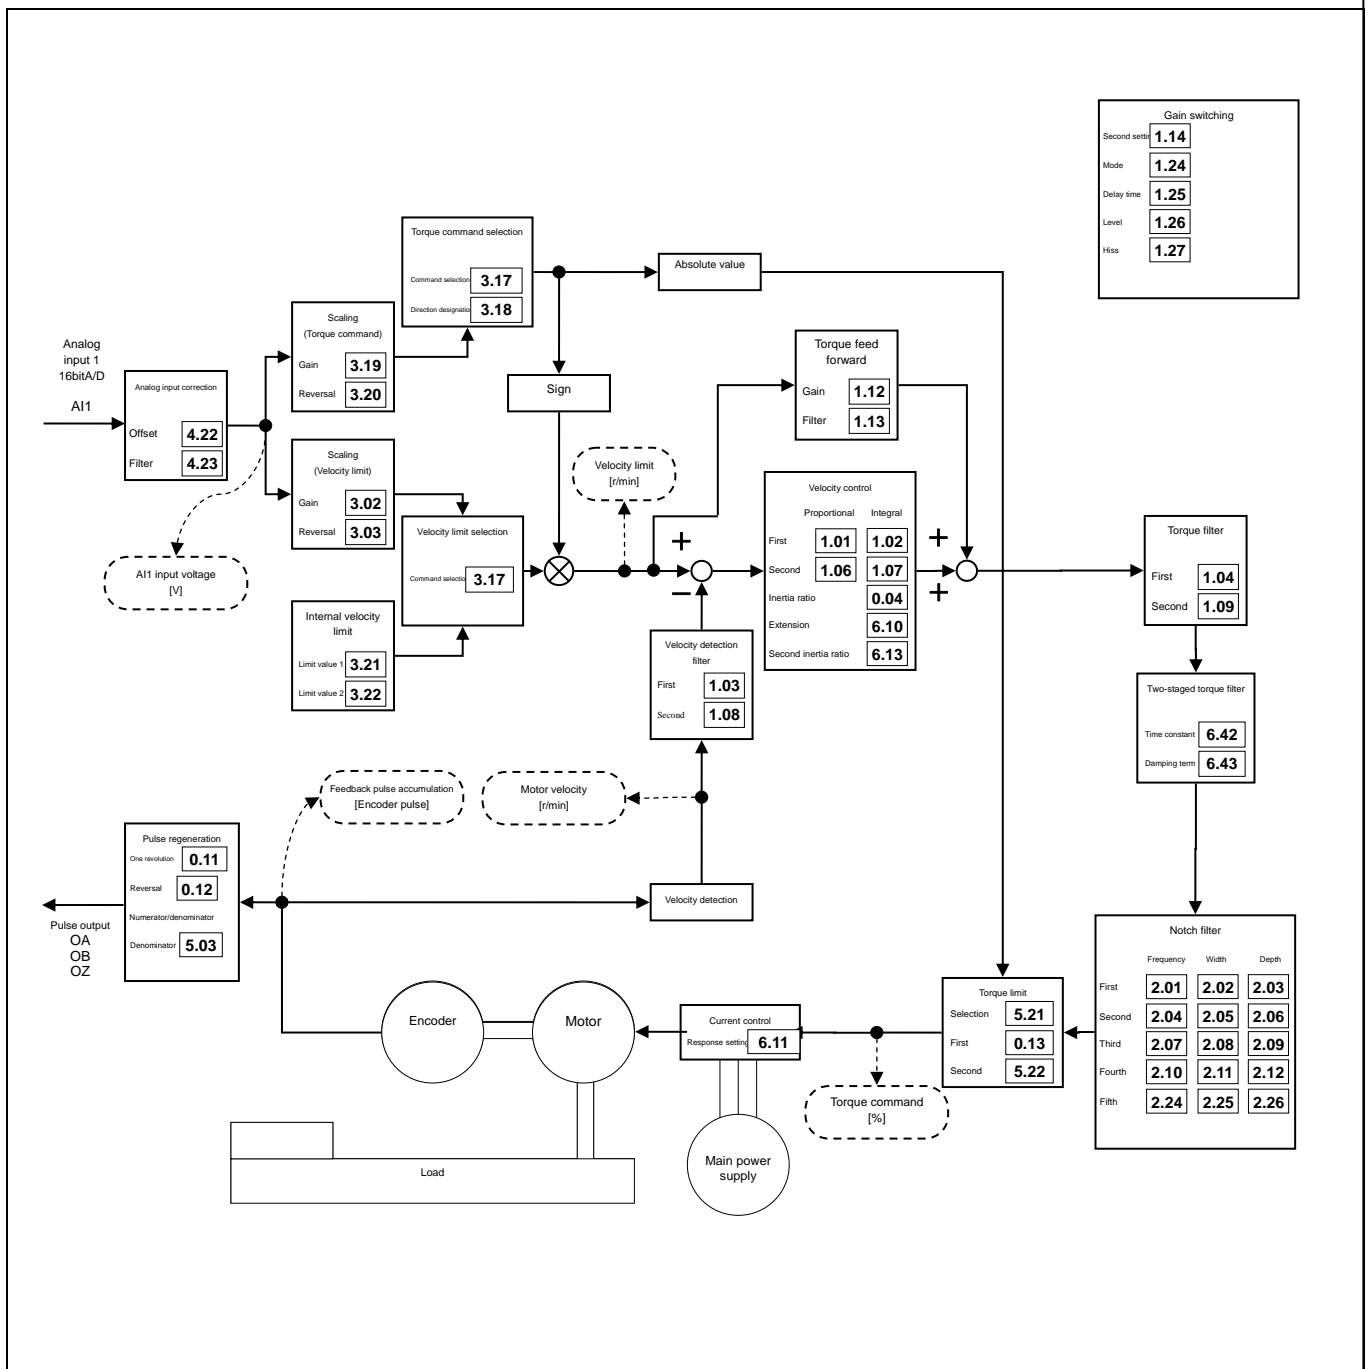 Gain switching
Second settin 1.14
Mode 1.24
Delay time 1.25
Level 1.26
Hiss 1.27
Torque command selection
Command selection 3.17
Direction designatio 3.18
Absolute value
Scaling
(Torque command)
Gain 3.19
Reversal 3.20
Analog
input 1
16bitA/D
AI1
Analog input correction
Offset 4.22
Filter 4.23
Sign
Torque feed
forward
Gain 1.12
Filter 1.13
Scaling
(Velocity limit)
Gain 3.02
Reversal 3.03
Velocity limit
[r/min]
Velocity limit selection
Command selectio 3.17
AI1 input voltage
[V]
Internal velocity
limit
Limit value 1 3.21
Limit value 2 3.22
+
−
Velocity control
Proportional Integral
First 1.01 1.02
Second 1.06 1.07
Inertia ratio 0.04
Extension 6.10
Second inertia ratio 6.13
+
+
Torque filter
First 1.04
Second 1.09
Velocity detection
filter
First 1.03
Second 1.08
Two-staged torque filter
Time constant 6.42
Damping term 6.43
Feedback pulse accumulation
[Encoder pulse]
Motor velocity
[r/min]
Pulse regeneration
One revolution 0.11
Reversal 0.12
Numerator/denominator
Denominator 5.03
Pulse output
OA
OB
OZ
Velocity detection
Notch filter
Frequency Width Depth
First 2.01 2.02 2.03
Second 2.04 2.05 2.06
Third 2.07 2.08 2.09
Fourth 2.10 2.11 2.12
Fifth 2.24 2.25 2.26
Torque limit
Selection 5.21
First 0.13
Second 5.22
Encoder
Motor
Current control
Response setting 6.11
Torque command
[%]
Main power
supply
Load